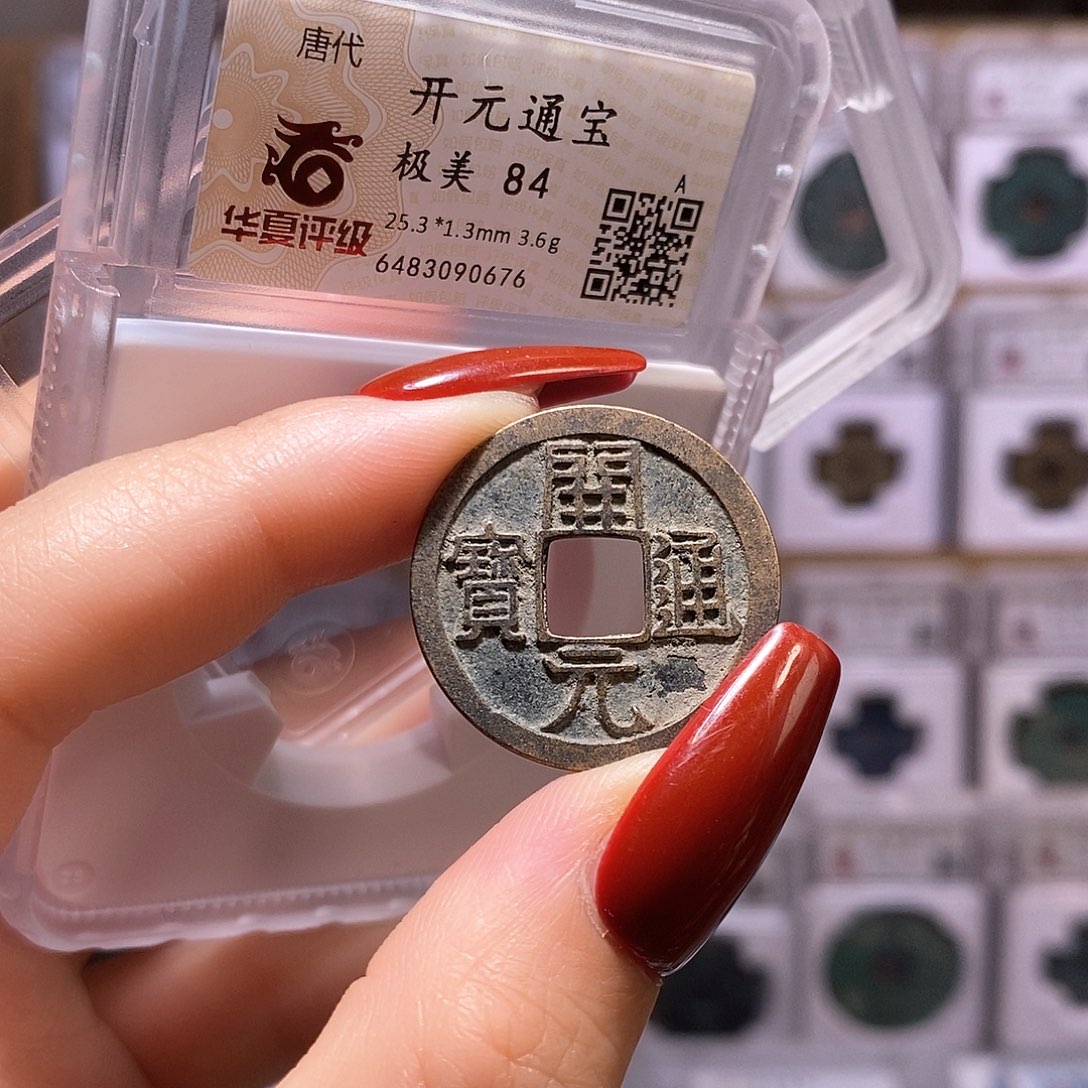 唐代
开元通宝
极美 84
A
华夏评级
25.3*1.3mm 3.6g
6483090676
開
寶 通
元